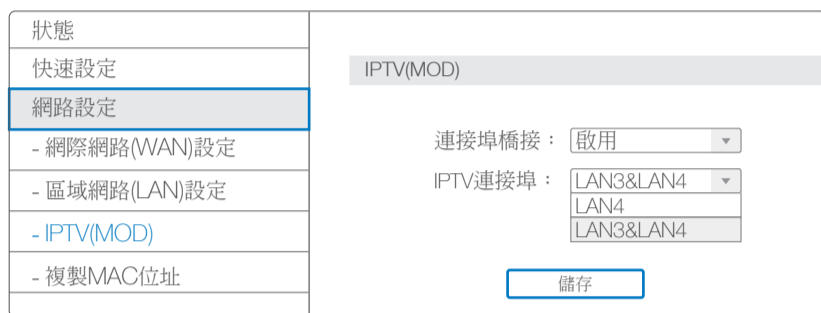 狀態
快速設定
網路設定
- 網際網路(WAN)設定
- 區域網路(LAN)設定
- IPTV(MOD)
- 複製MAC位址
IPTV(MOD)
連接埠橋接： 啟用
IPTV連接埠： LAN3&LAN4
LAN4
LAN3&LAN4
儲存